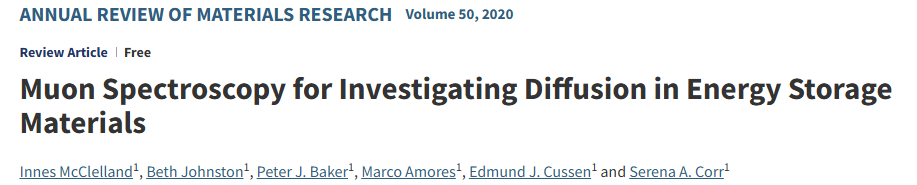 ANNUAL REVIEW OF MATERIALS RESEARCH Volume 50, 2020
Review Article | Free
Muon Spectroscopy for Investigating Diffusion in Energy Storage
Materials
Innes McClelland1, Beth Johnston1, Peter J. Baker1, Marco Amores1, Edmund J. Cussen1 and Serena A. Corr1